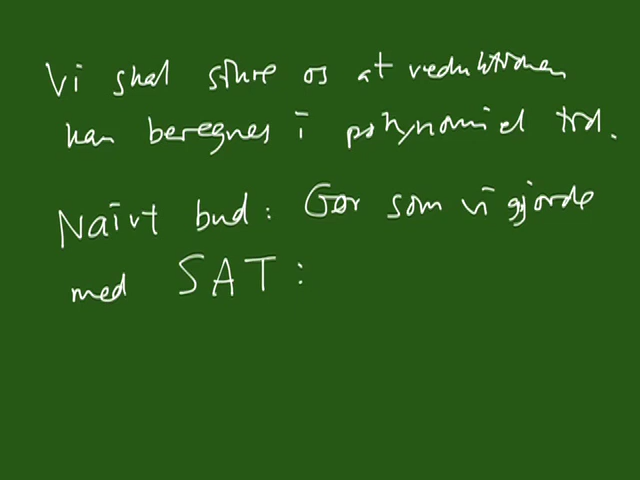 Vi skal sikre os at reduktionen
kan beregnes i polynomiel tid.
Naivt bud: Gør som vi gjorde
med SAT: